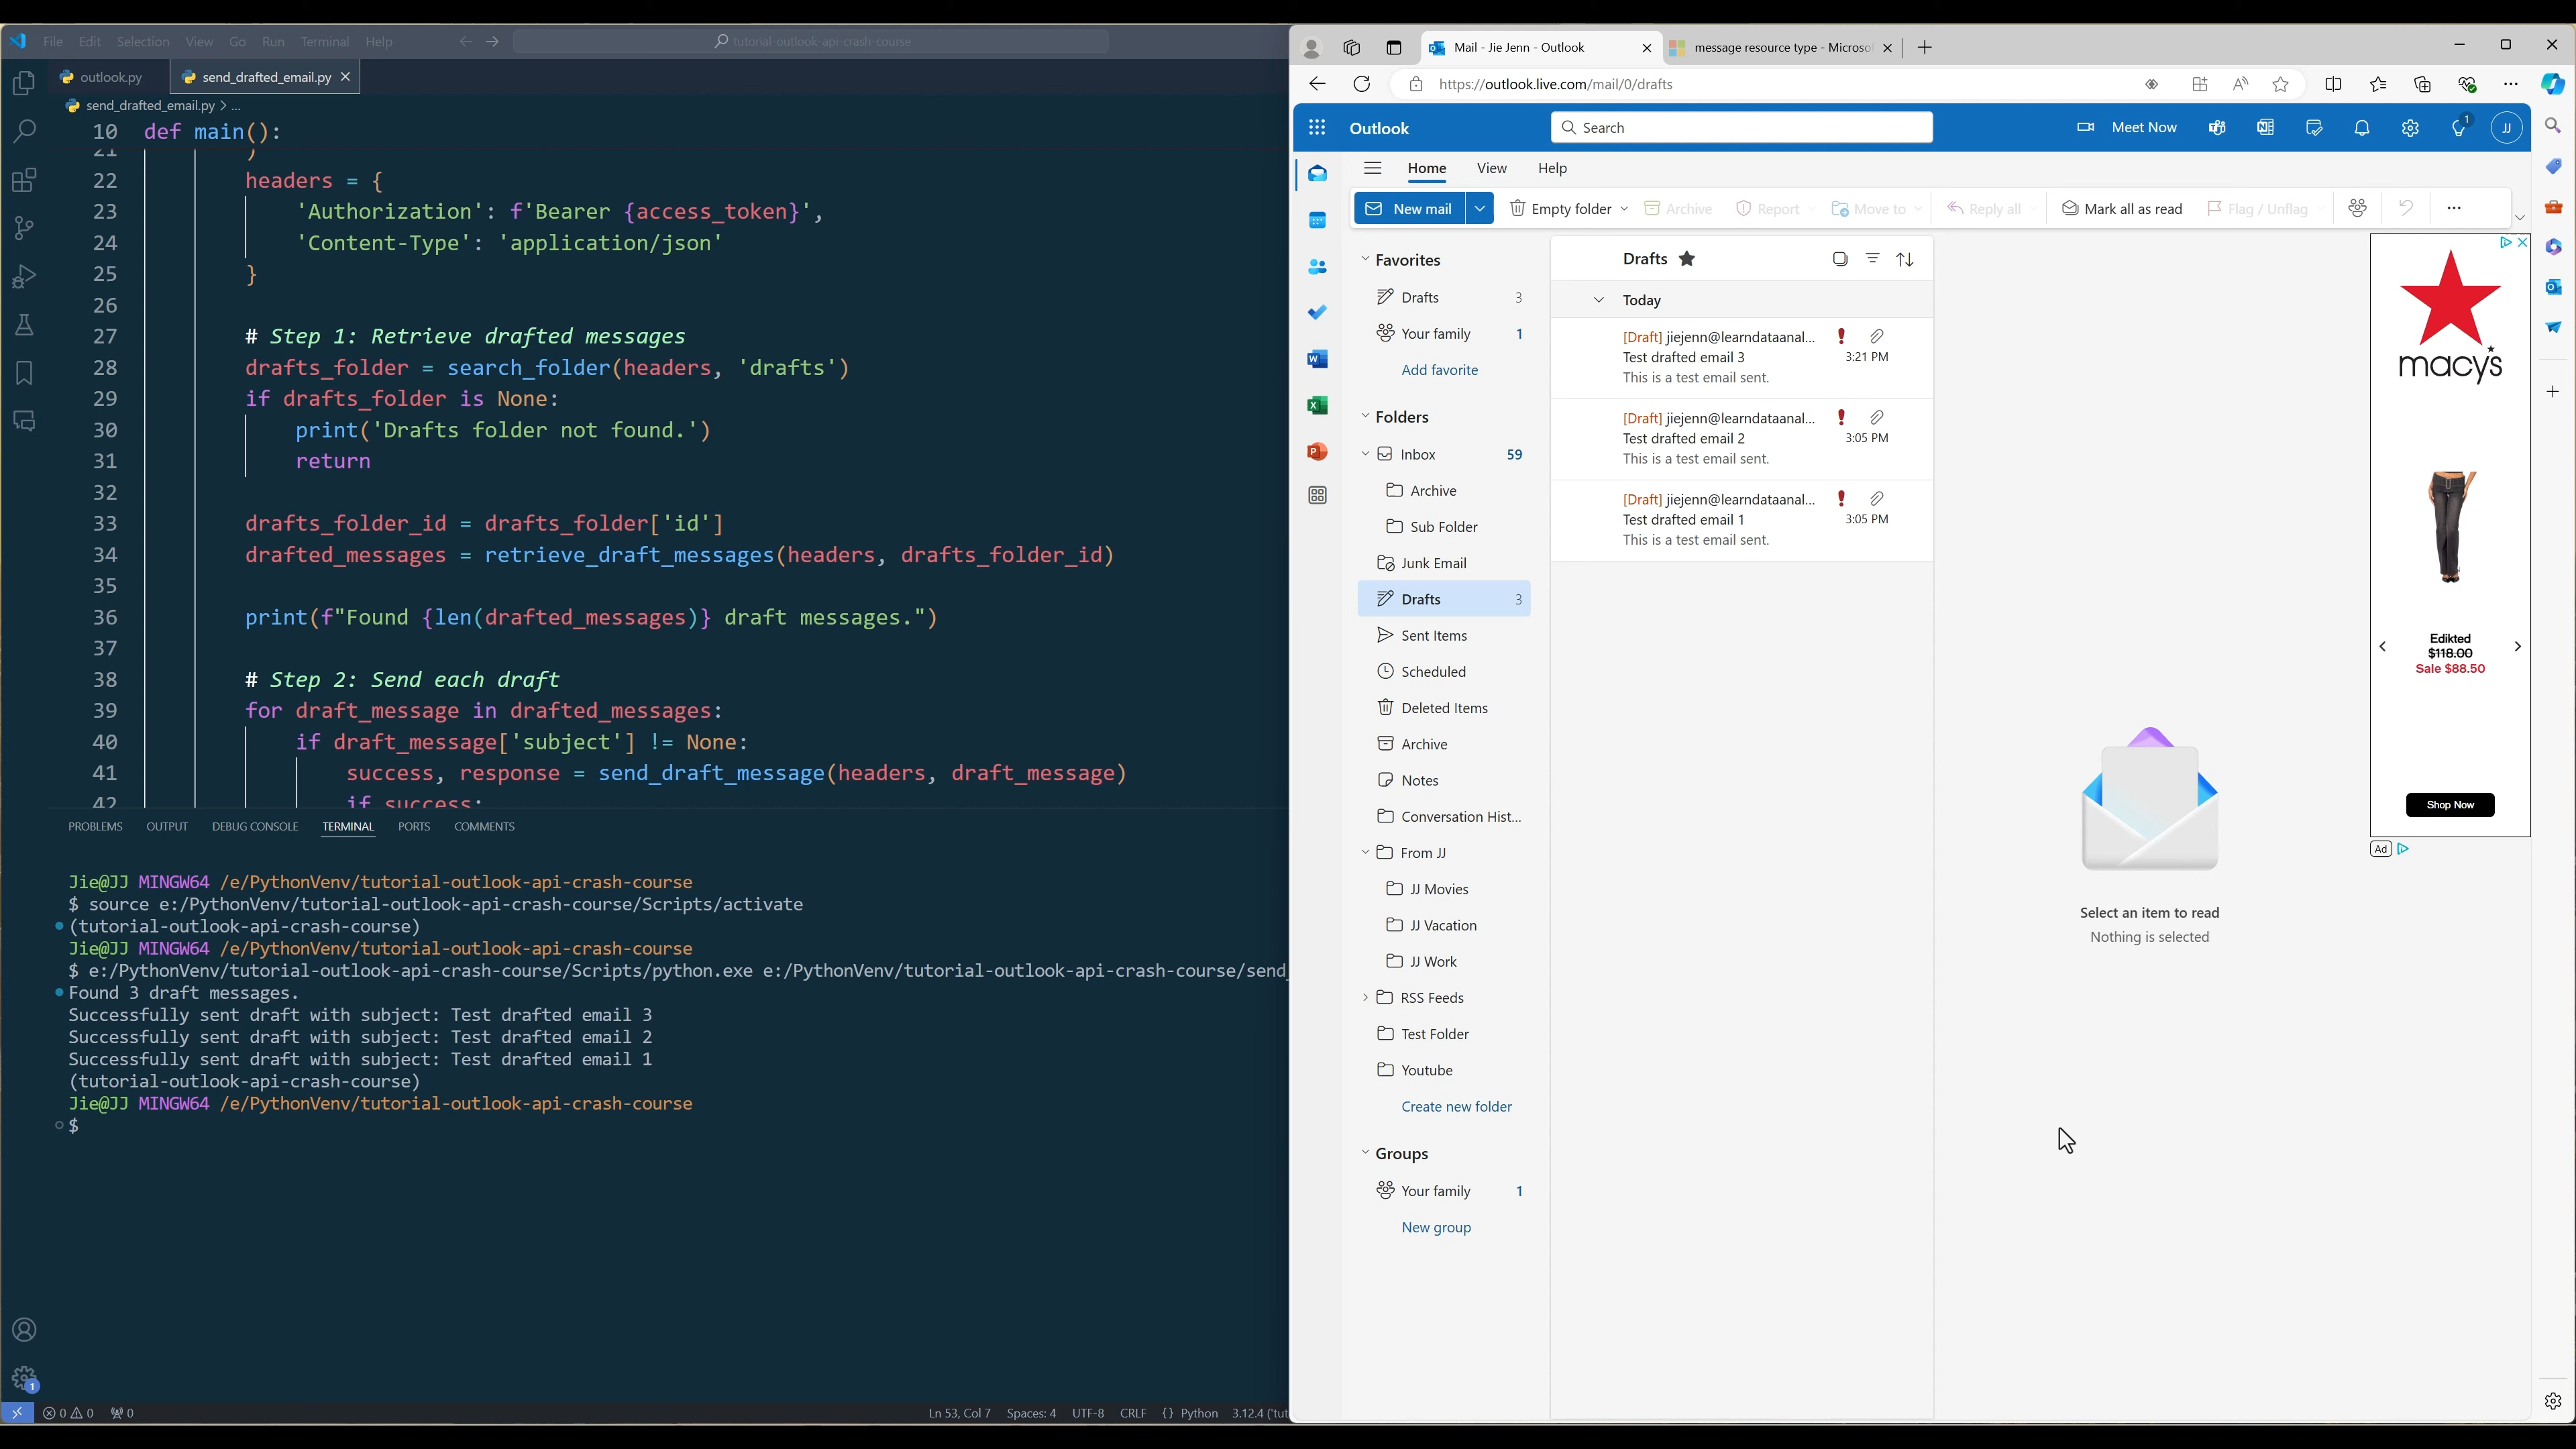 File Edit Selection View Go Run Terminal Help
tutorial-outlook-api-crash-course
outlook.py
send_drafted_email.py
send_drafted_email.py > ...
10 def main():
21 )
22 headers = {
23 'Authorization': f'Bearer {access_token}',
24 'Content-Type': 'application/json'
25 }
26
27 # Step 1: Retrieve drafted messages
28 drafts_folder = search_folder(headers, 'drafts')
29 if drafts_folder is None:
30 print('Drafts folder not found.')
31 return
32
33 drafts_folder_id = drafts_folder['id']
34 drafted_messages = retrieve_draft_messages(headers, drafts_folder_id)
35
36 print(f"Found {len(drafted_messages)} draft messages.")
37
38 # Step 2: Send each draft
39 for draft_message in drafted_messages:
40 if draft_message['subject'] != None:
41 success, response = send_draft_message(headers, draft_message)
42 if success:
PROBLEMS OUTPUT DEBUG CONSOLE TERMINAL PORTS COMMENTS
Jie@JJ MINGW64 /e/PythonVenv/tutorial-outlook-api-crash-course
$ source e:/PythonVenv/tutorial-outlook-api-crash-course/Scripts/activate
(tutorial-outlook-api-crash-course)
Jie@JJ MINGW64 /e/PythonVenv/tutorial-outlook-api-crash-course
$ e:/PythonVenv/tutorial-outlook-api-crash-course/Scripts/python.exe e:/PythonVenv/tutorial-outlook-api-crash-course/send_
Found 3 draft messages.
Successfully sent draft with subject: Test drafted email 3
Successfully sent draft with subject: Test drafted email 2
Successfully sent draft with subject: Test drafted email 1
(tutorial-outlook-api-crash-course)
Jie@JJ MINGW64 /e/PythonVenv/tutorial-outlook-api-crash-course
$
1
0 0 0
Ln 53, Col 7 Spaces: 4 UTF-8 CRLF {} Python 3.12.4 ('tut
Mail - Jie Jenn - Outlook
message resource type - Microso
https://outlook.live.com/mail/0/drafts
Outlook
Search
Meet Now
1
JJ
Home View Help
New mail
Empty folder
Archive
Report
Move to
Reply all
Mark all as read
Flag / Unflag
Favorites
Drafts 3
Your family 1
Add favorite
Folders
Inbox 59
Archive
Sub Folder
Junk Email
Drafts 3
Sent Items
Scheduled
Deleted Items
Archive
Notes
Conversation Hist...
From JJ
JJ Movies
JJ Vacation
JJ Work
RSS Feeds
Test Folder
Youtube
Create new folder
Groups
Your family 1
New group
Drafts
Today
[Draft] jiejenn@learndataanal...
Test drafted email 3 3:21 PM
This is a test email sent.
[Draft] jiejenn@learndataanal...
Test drafted email 2 3:05 PM
This is a test email sent.
[Draft] jiejenn@learndataanal...
Test drafted email 1 3:05 PM
This is a test email sent.
Select an item to read
Nothing is selected
macy's
Edikted
$118.00
Sale $88.50
Shop Now
Ad